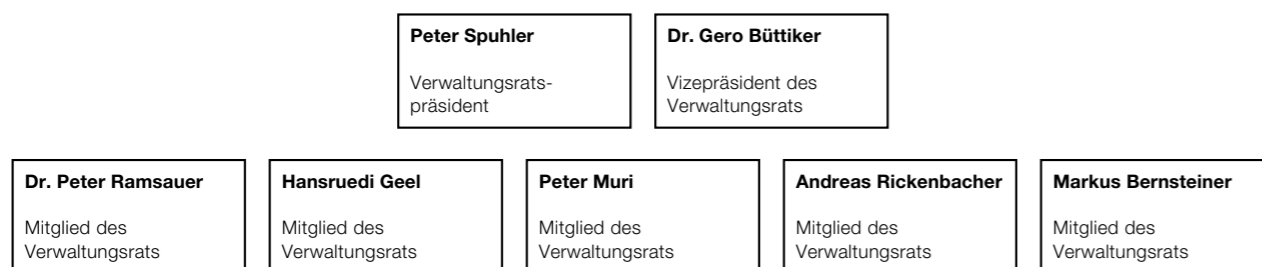 Peter Spuhler
Verwaltungsrats-
präsident
Dr. Gero Büttiker
Vizepräsident des
Verwaltungsrats
Dr. Peter Ramsauer
Mitglied des
Verwaltungsrats
Hansruedi Geel
Mitglied des
Verwaltungsrats
Peter Muri
Mitglied des
Verwaltungsrats
Andreas Rickenbacher
Mitglied des
Verwaltungsrats
Markus Bernsteiner
Mitglied des
Verwaltungsrats